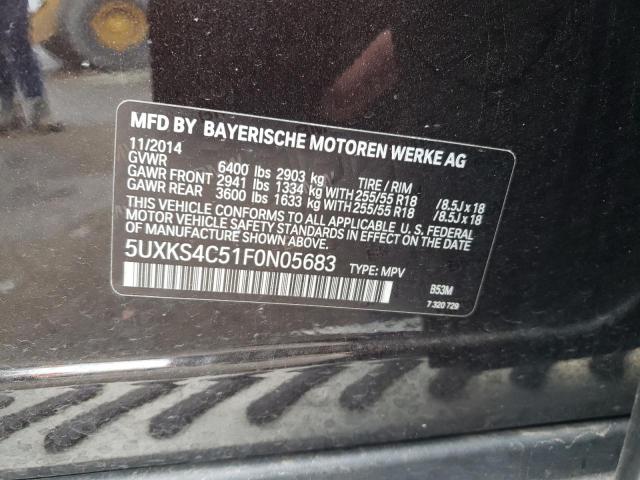 MFD BY BAYERISCHE MOTOREN WERKE AG
11/2014
GVWR 6400 lbs 2903 kg TIRE / RIM
GAWR FRONT 2941 lbs 1334 kg WITH 255/55 R18 /8.5J x 18
GAWR REAR 3600 lbs 1633 kg WITH 255/55 R18 /8.5J x 18
THIS VEHICLE CONFORMS TO ALL APPLICABLE U. S. FEDERAL
MOTOR VEHICLE SAFETY STANDARDS IN EFFECT ON THE DATE
OF MANUFACTURE SHOWN ABOVE.
5UXKS4C51F0N05683 TYPE: MPV
B53M
7 320 729